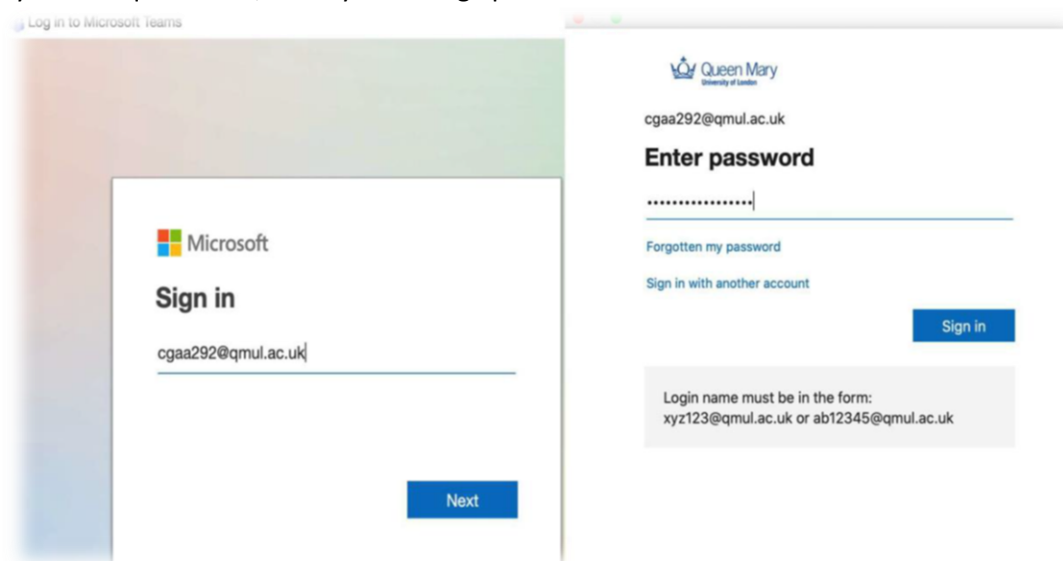 Log in to Microsoft Teams
Microsoft
Sign in
cgaa292@qmul.ac.uk
Next
Queen Mary
University of London
cgaa292@qmul.ac.uk
Enter password
Forgotten my password
Sign in with another account
Sign in
Login name must be in the form:
xyz123@qmul.ac.uk or ab12345@qmul.ac.uk